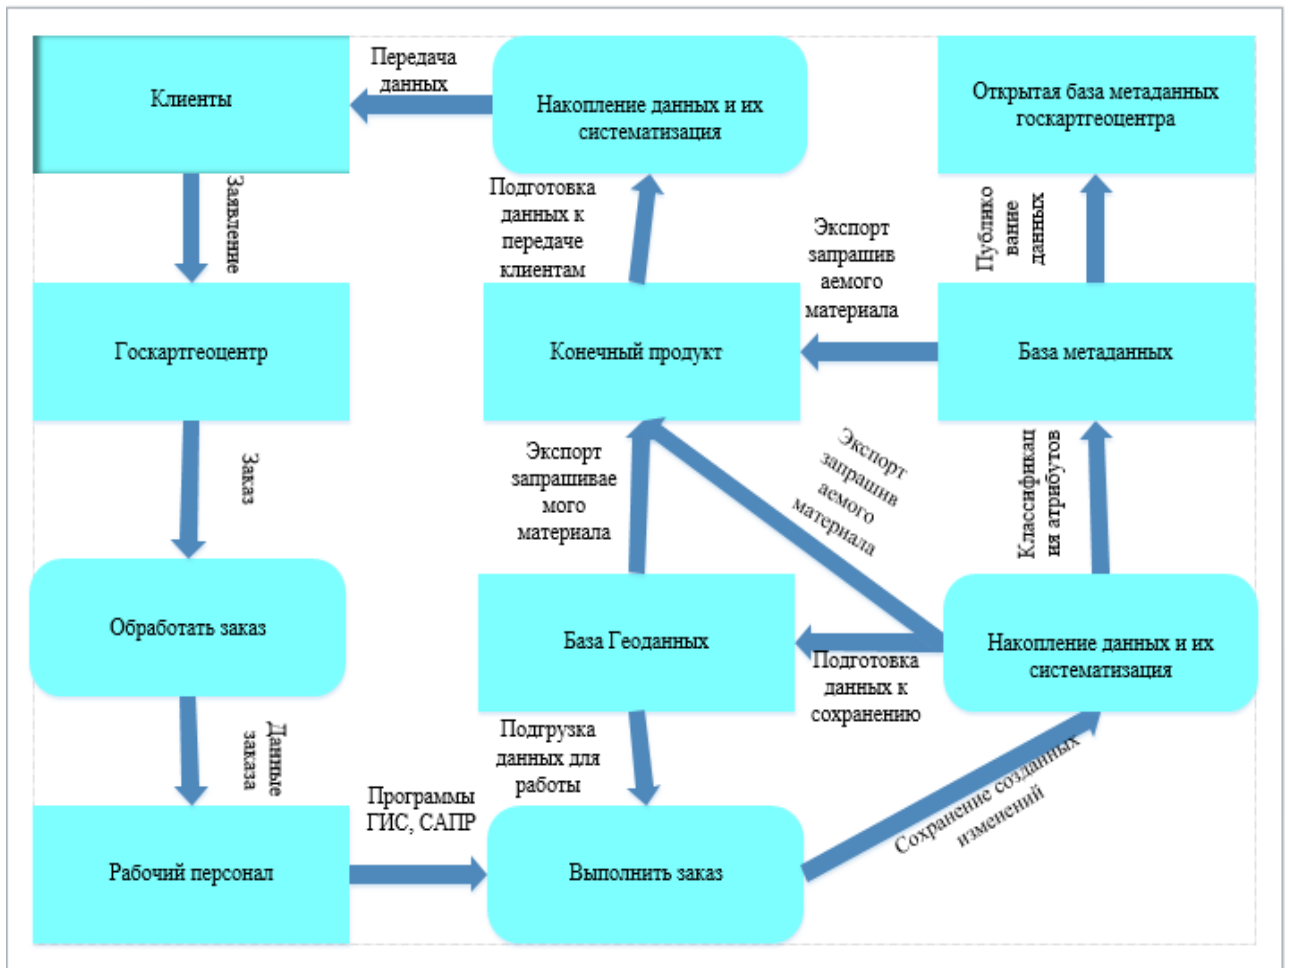 Клиенты
Передача
данных
Накопление данных и их
систематизация
Открытая база метаданных
госкартгеоцентра
Заявление
Подготовка
данных к
передаче
клиентам
Экспорт
запрашив
аемого
материала
Публико
вание
данных
Госкартгеоцентр
Конечный продукт
База метаданных
Заказ
Экспорт
запрашивае
мого
материала
Экспорт
запрашив
аемого
материала
Классификац
ия атрибутов
Обработать заказ
База Геоданных
Накопление данных и их
систематизация
Подготовка
данных к
сохранению
Данные
заказа
Подгрузка
данных для
работы
Программы
ГИС, САПР
Сохранение созданных
изменений
Рабочий персонал
Выполнить заказ